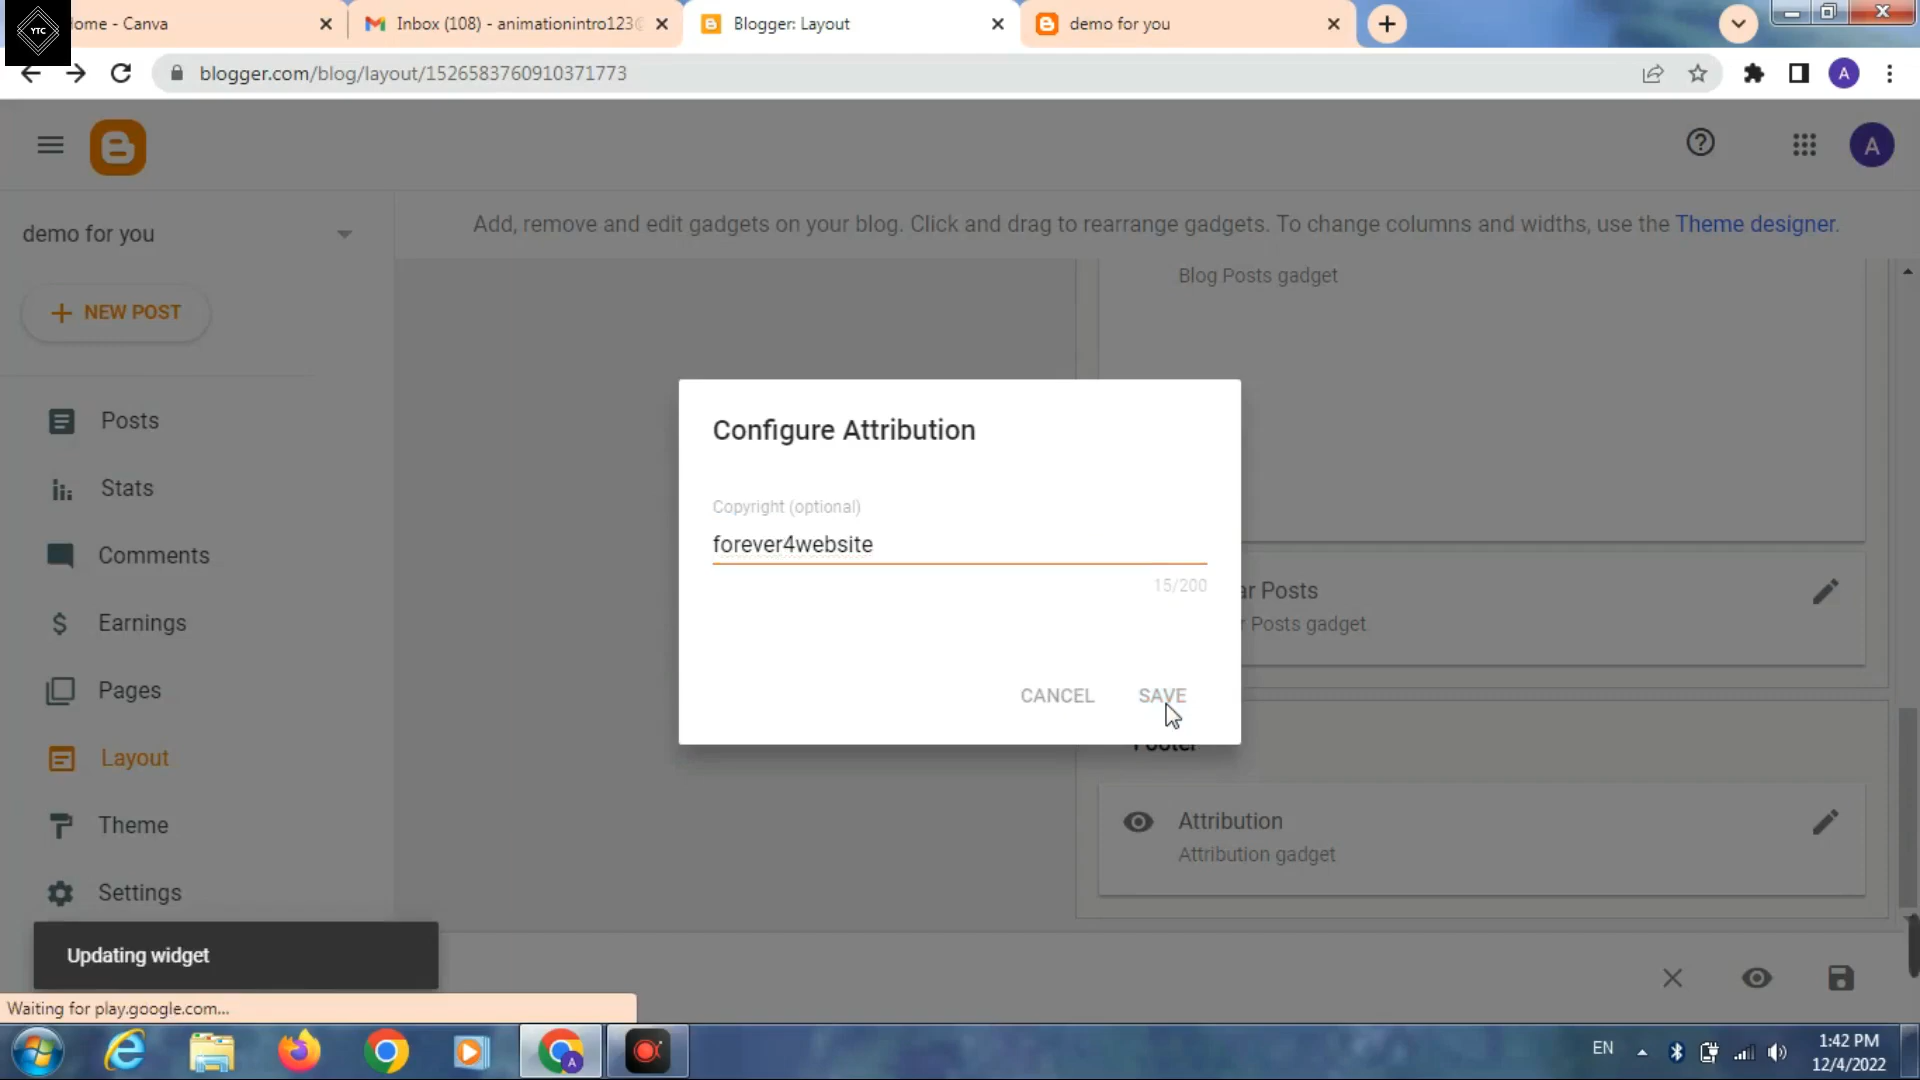 YTC
ome - Canva
Inbox (108) - animationintro123@
Blogger: Layout
demo for you
blogger.com/blog/layout/1526583760910371773
A
A
demo for you
Add, remove and edit gadgets on your blog. Click and drag to rearrange gadgets. To change columns and widths, use the Theme designer.
Blog Posts gadget
NEW POST
Configure Attribution
Posts
Stats
Copyright (optional)
forever4website
Comments
15/200
ar Posts
r Posts gadget
Earnings
Pages
CANCEL
SAVE
Footer
Layout
Theme
Attribution
Attribution gadget
Settings
Updating widget
Waiting for play.google.com...
A
EN
1:42 PM
12/4/2022